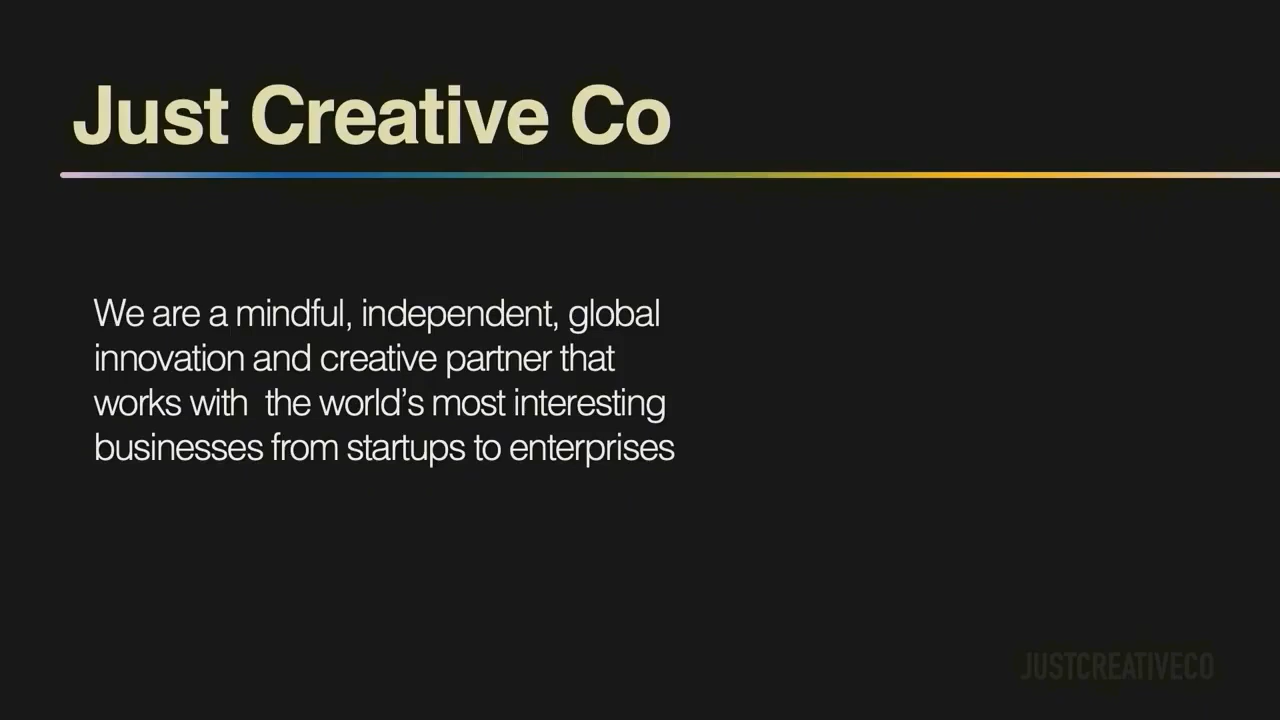 Just Creative Co
We are a mindful, independent, global
innovation and creative partner that
works with  the world’s most interesting
businesses from startups to enterprises
JUSTCREATIVECO